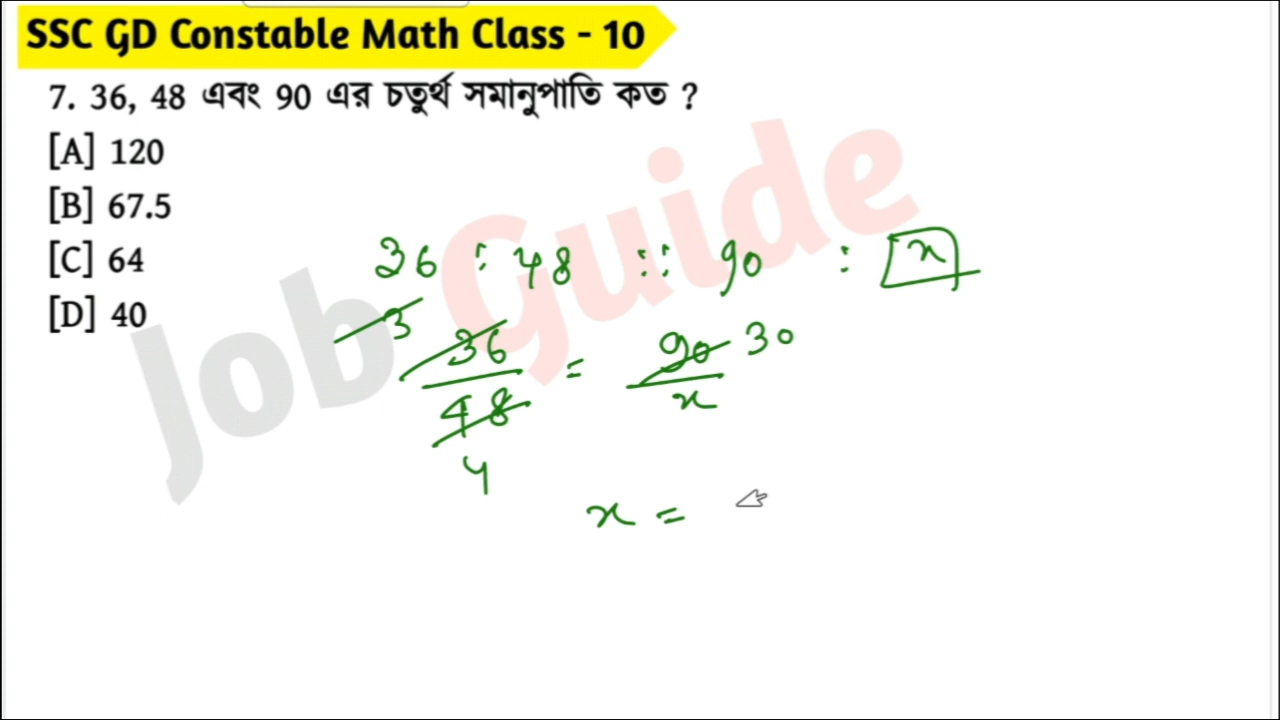 SSC GD Constable Math Class - 10
7. 36, 48 এবং 90 এর চতুর্থ সমানুপাতি কত ?
[A] 120
[B] 67.5
[C] 64
[D] 40
Job Guide
36 : 48 :: 90 : x
3
36 = 90 30
48 x
4
x =